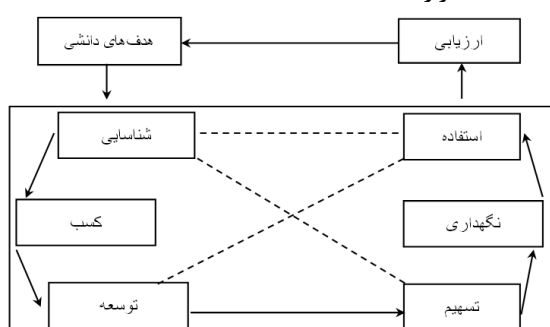 هدف‌های دانشی
ارزیابی
شناسایی
استفاده
کسب
نگهداری
توسعه
تسهیم